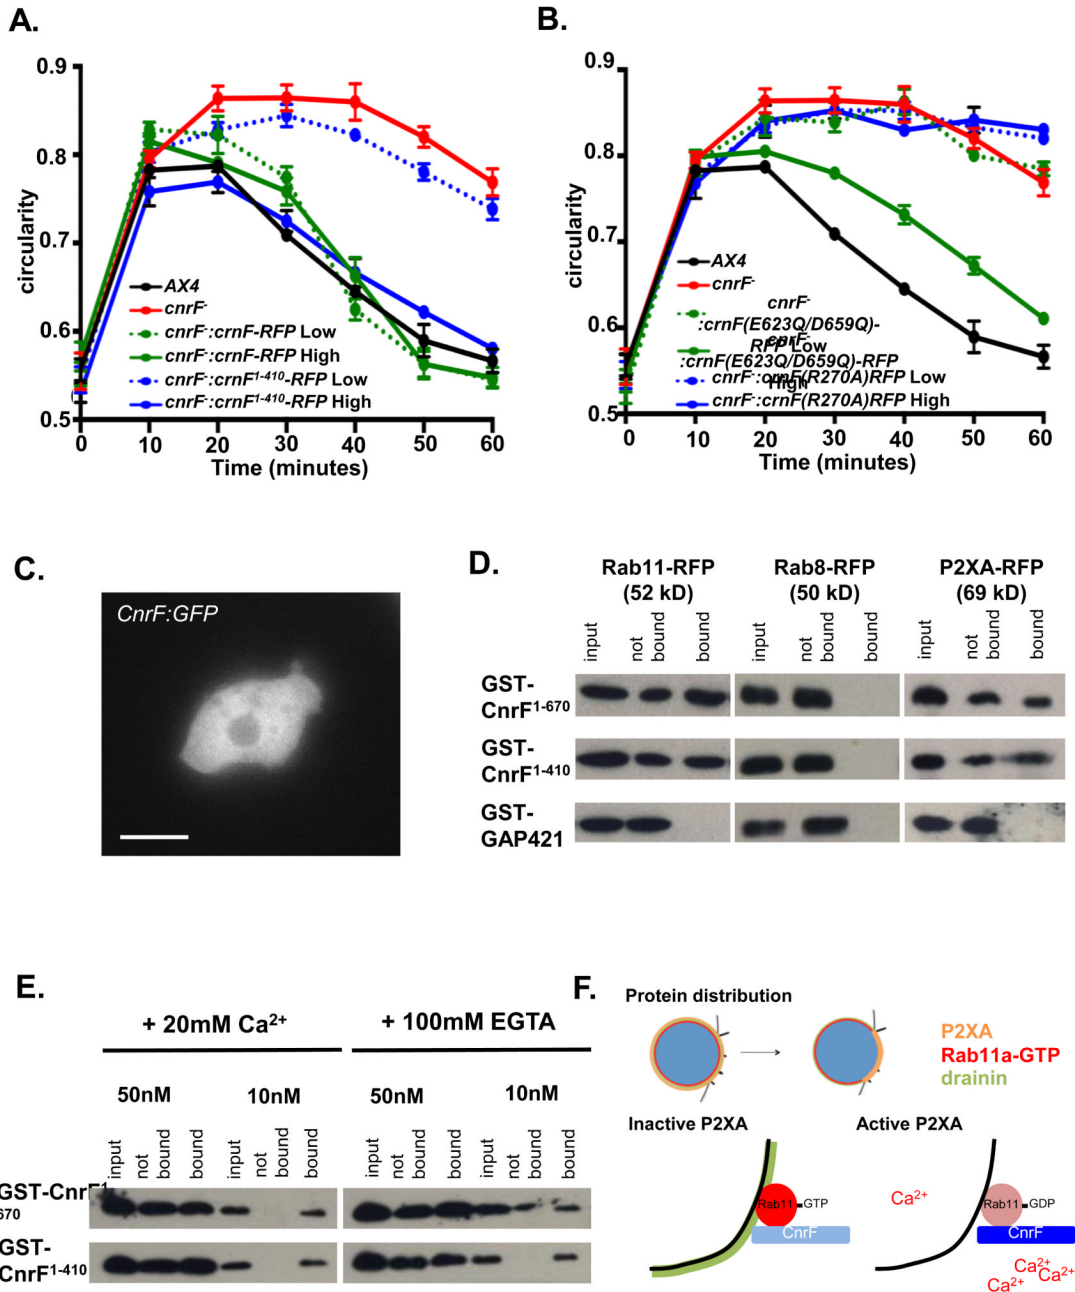 A.
0.9
0.8
0.7
0.6
0.5
circularity
AX4
cnrF-
cnrF-:crnF-RFP Low
cnrF-:crnF-RFP High
cnrF-:crnF1-410-RFP Low
cnrF-:crnF1-410-RFP High
0 10 20 30 40 50 60
Time (minutes)
B.
0.9
0.8
0.7
0.6
0.5
circularity
AX4
cnrF-
cnrF-
:crnF(E623Q/D659Q)-
RFP Low
cnrF-
:crnF(E623Q/D659Q)-RFP
High
cnrF-:crnF(R270A)RFP Low
cnrF-:crnF(R270A)RFP High
0 10 20 30 40 50 60
Time (minutes)
C.
CnrF:GFP
D.
Rab11-RFP
(52 kD)
Rab8-RFP
(50 kD)
P2XA-RFP
(69 kD)
input
not
bound
bound
input
not
bound
bound
input
not
bound
bound
GST-
CnrF1-670
GST-
CnrF1-410
GST-
GAP421
E.
+ 20mM Ca2+
+ 100mM EGTA
50nM
10nM
50nM
10nM
input
not
bound
bound
input
not
bound
bound
input
not
bound
bound
input
not
bound
bound
GST-CnrF1-
670
GST-
CnrF1-410
F.
Protein distribution
P2XA
Rab11a-GTP
drainin
Inactive P2XA
Active P2XA
Rab11 GTP
CnrF
Ca2+
Rab11 GDP
CnrF
Ca2+
Ca2+
Ca2+